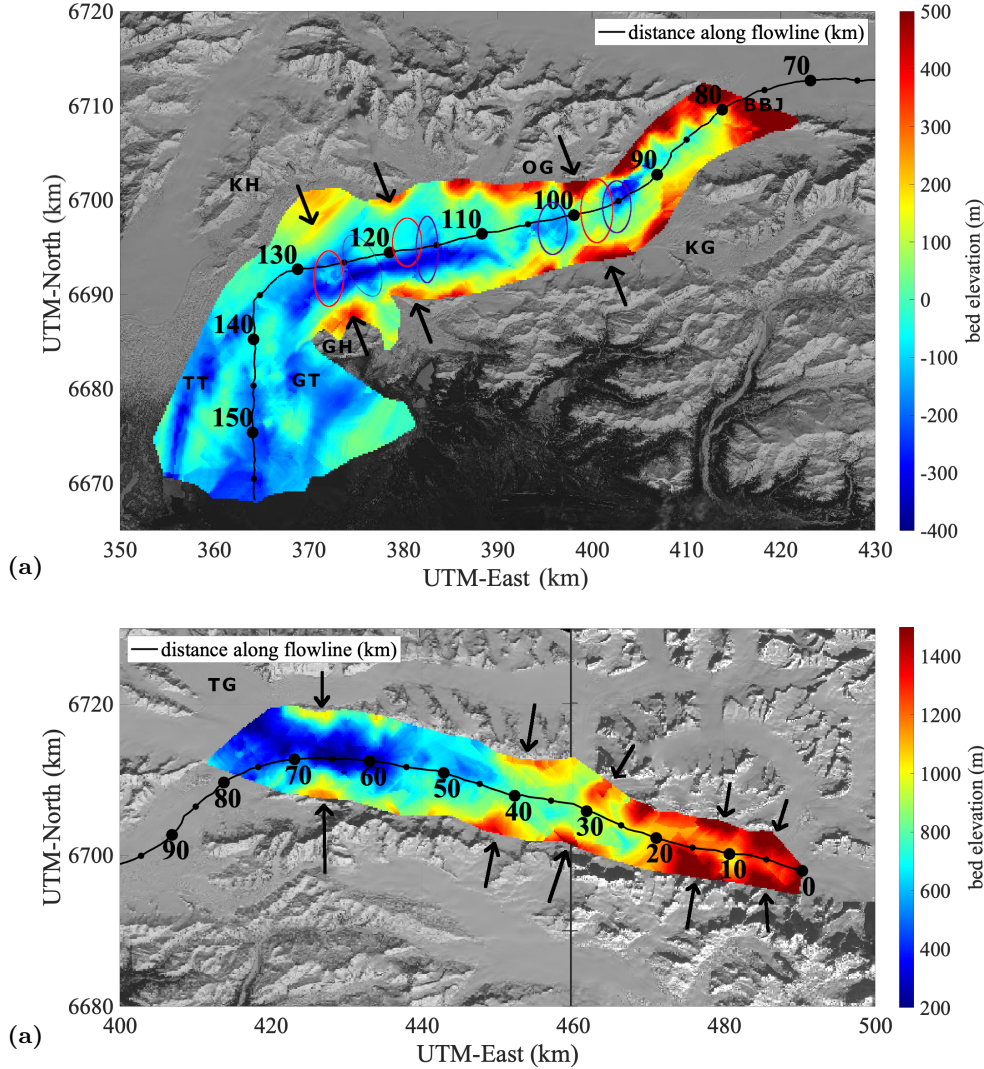 6720
6710
6700
6690
6680
6670
UTM-North (km)
distance along flowline (km)
70
80
BBJ
90
OG
KH
100
110
120
130
KG
140
GH
TT
GT
150
500
400
300
200
100
0
-100
-200
-300
-400
bed elevation (m)
350 360 370 380 390 400 410 420 430
(a)
UTM-East (km)
distance along flowline (km)
TG
6720
6700
6680
UTM-North (km)
70
60
50
80
40
30
90
20
10
0
1400
1200
1000
800
600
400
200
bed elevation (m)
(a)
400 420 440 460 480 500
UTM-East (km)